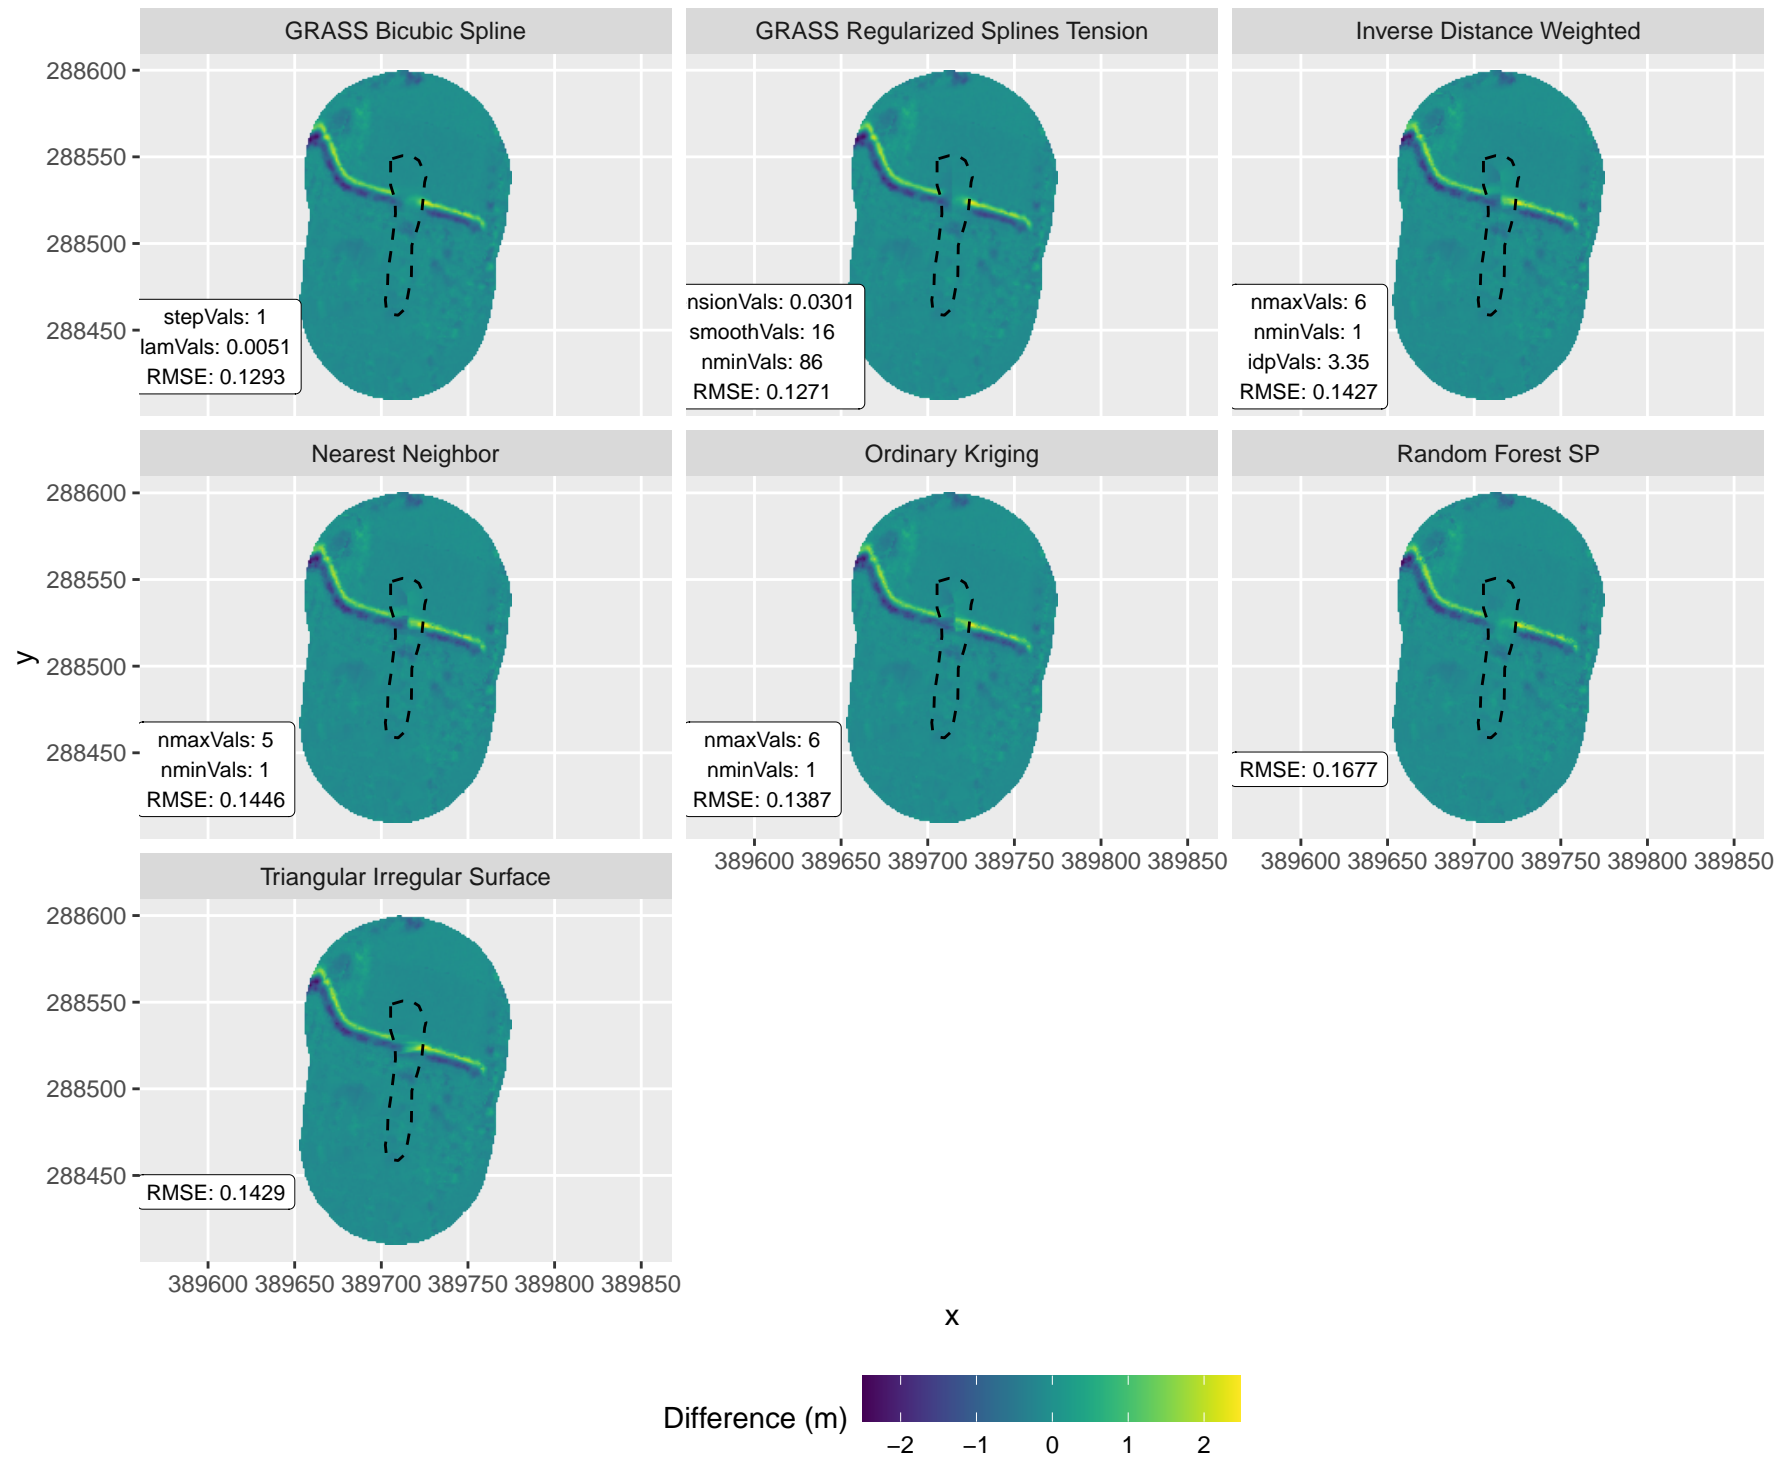 GRASS Bicubic Spline
GRASS Regularized Splines Tension
Inverse Distance Weighted
288600
288550
288500
288450
stepVals: 1
lamVals: 0.0051
RMSE: 0.1293
nsionVals: 0.0301
smoothVals: 16
nminVals: 86
RMSE: 0.1271
nmaxVals: 6
nminVals: 1
idpVals: 3.35
RMSE: 0.1427
Nearest Neighbor
Ordinary Kriging
Random Forest SP
288600
288550
288500
288450
y
nmaxVals: 5
nminVals: 1
RMSE: 0.1446
nmaxVals: 6
nminVals: 1
RMSE: 0.1387
RMSE: 0.1677
389600 389650 389700 389750 389800 389850
389600 389650 389700 389750 389800 389850
Triangular Irregular Surface
288600
288550
288500
288450
RMSE: 0.1429
389600 389650 389700 389750 389800 389850
x
Difference (m)
−2 −1 0 1 2